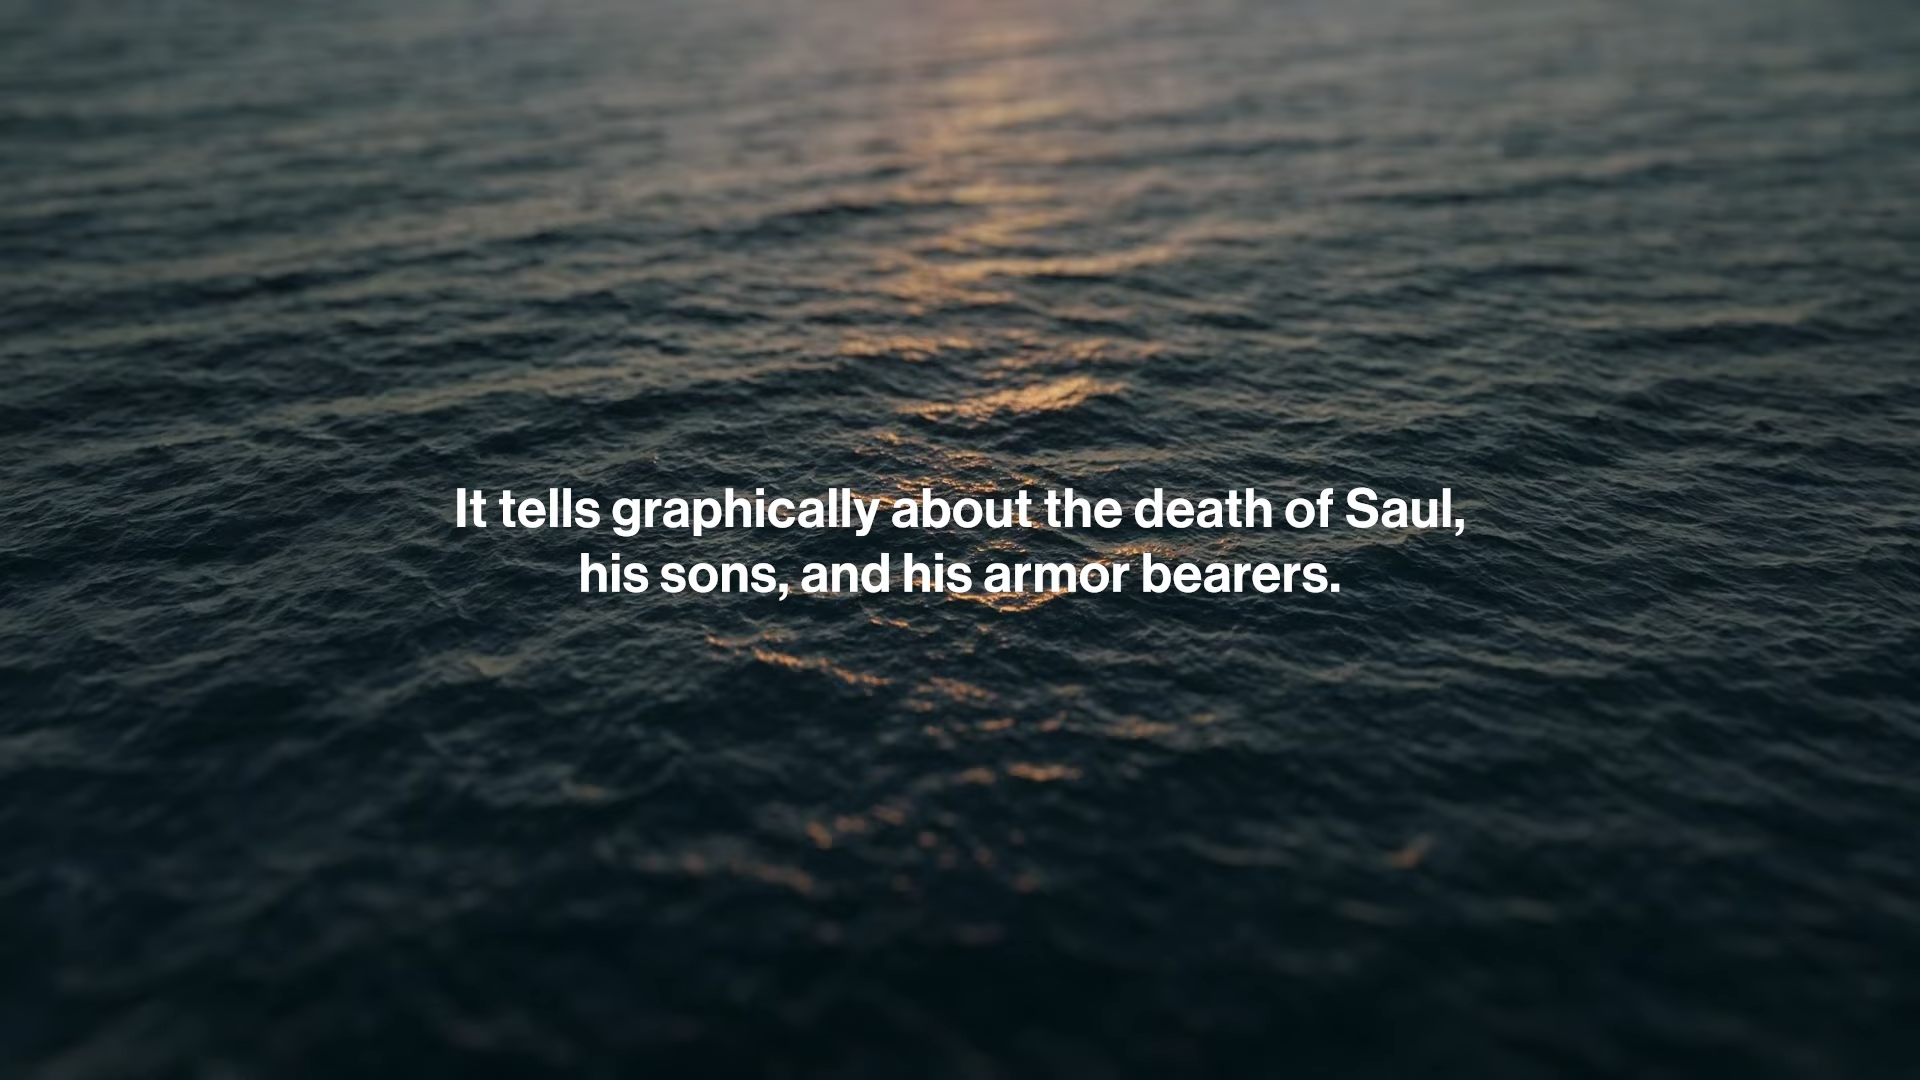 It tells graphically about the death of Saul,
his sons, and his armor bearers.